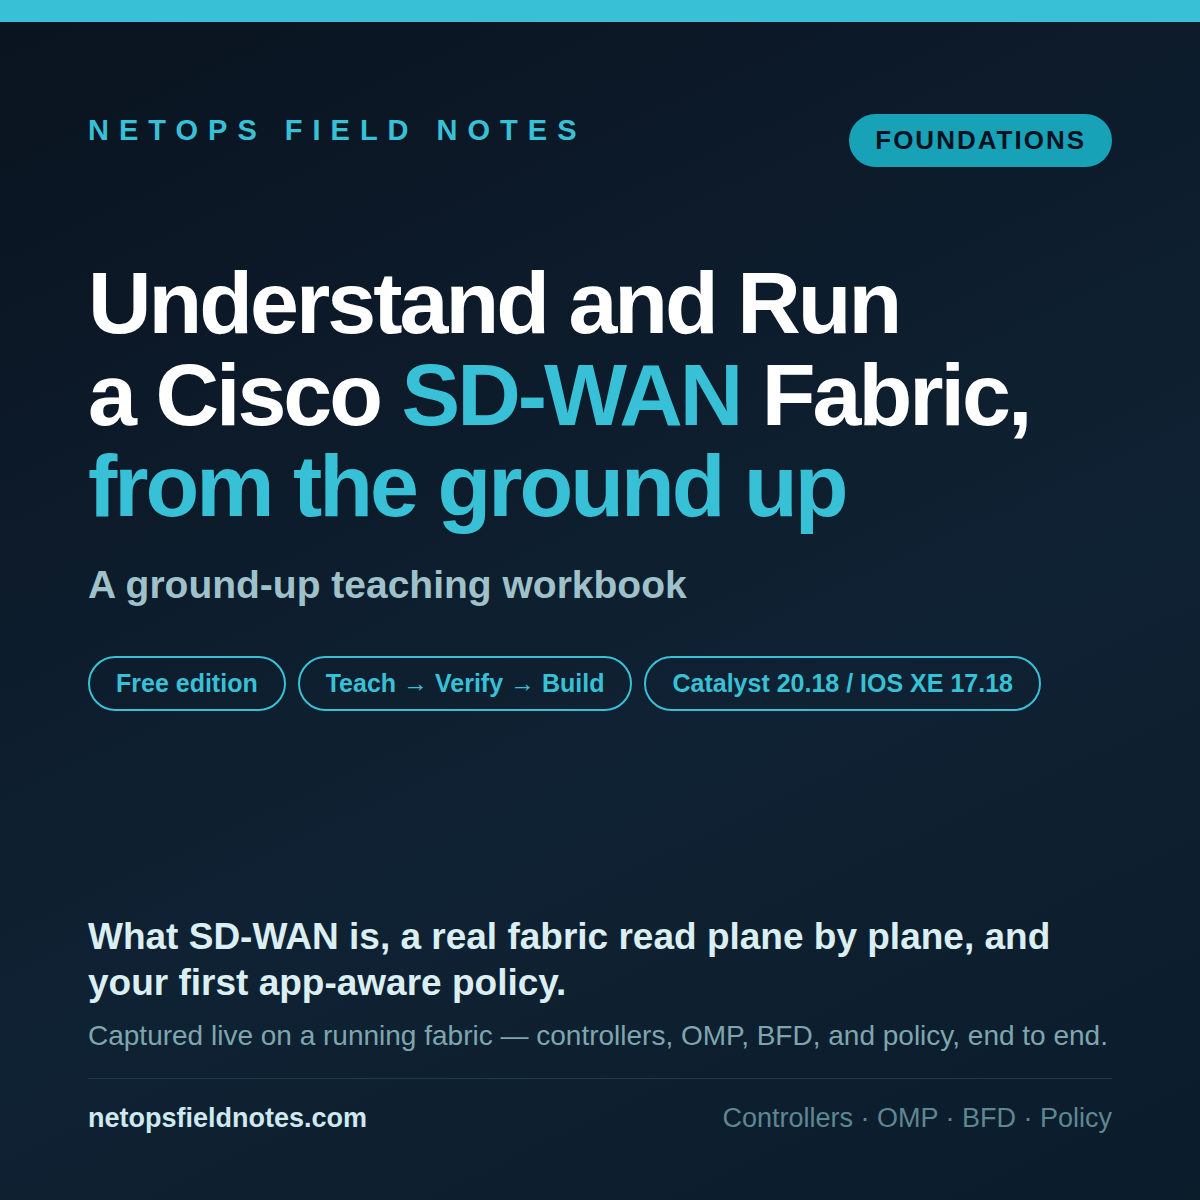 NETOPS FIELD NOTES
FOUNDATIONS
Understand and Run
a Cisco SD-WAN Fabric,
from the ground up
A ground-up teaching workbook
Free edition
Teach → Verify → Build
Catalyst 20.18 / IOS XE 17.18
What SD-WAN is, a real fabric read plane by plane, and
your first app-aware policy.
Captured live on a running fabric — controllers, OMP, BFD, and policy, end to end.
netopsfieldnotes.com
Controllers · OMP · BFD · Policy